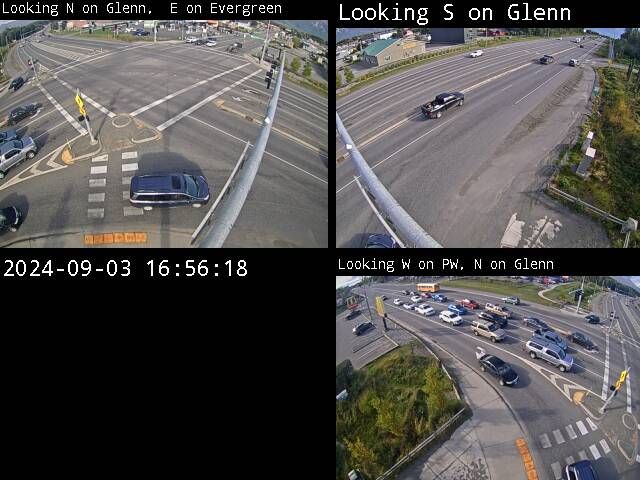 Looking N on Glenn,  E on Evergreen
Looking S on Glenn
2024-09-03 16:56:18
Looking W on PW, N on Glenn